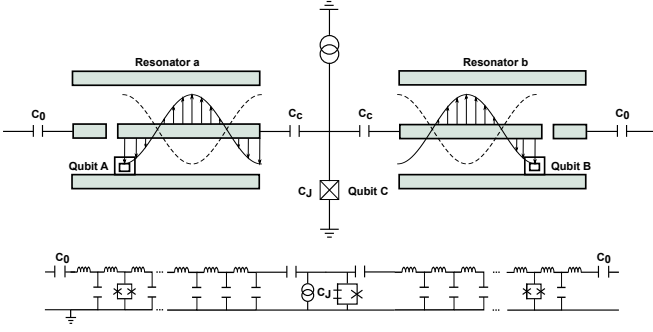 Resonator a
Resonator b
C0
Cc
Cc
C0
Qubit A
Qubit B
CJ
Qubit C
C0
C0
CJ